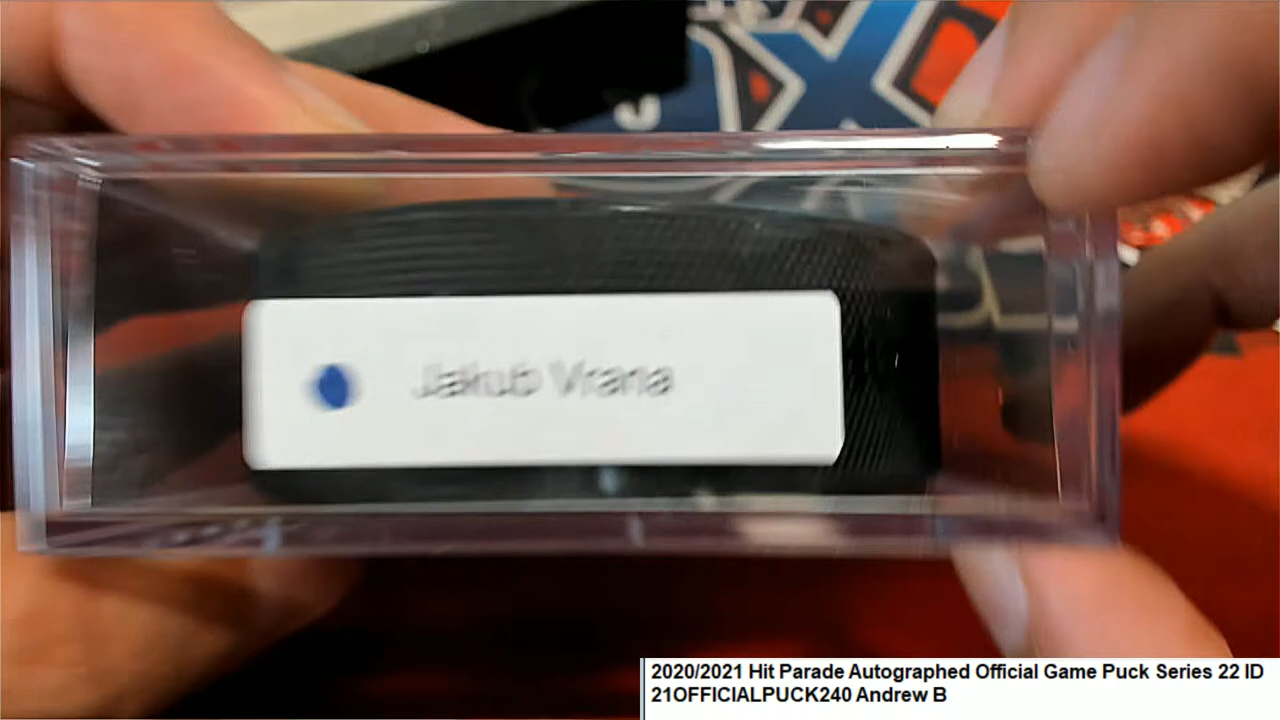 Jakub Vrana
2020/2021 Hit Parade Autographed Official Game Puck Series 22 ID
21OFFICIALPUCK240 Andrew B